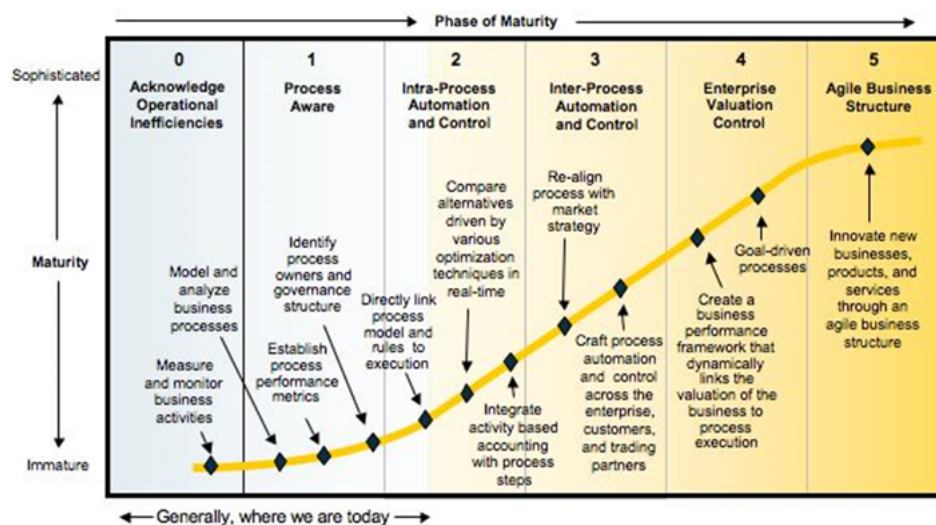 Phase of Maturity
0
Acknowledge
Operational
Inefficiencies
1
Process
Aware
2
Intra-Process
Automation
and Control
3
Inter-Process
Automation
and Control
4
Enterprise
Valuation
Control
5
Agile Business
Structure
Sophisticated
Maturity
Immature
Measure
and monitor
business
activities
Model and
analyze
business
processes
Establish
process
performance
metrics
Identify
process
owners and
governance
structure
Directly link
process
model and
rules to
execution
Compare
alternatives
driven by
various
optimization
techniques in
real-time
Integrate
activity based
accounting
with process
steps
Re-align
process with
market
strategy
Craft process
automation
and control
across the
enterprise,
customers,
and trading
partners
Create a
business
performance
framework that
dynamically
links the
valuation of the
business to
process
execution
Goal-driven
processes
Innovate new
businesses,
products, and
services
through an
agile business
structure
Generally, where we are today